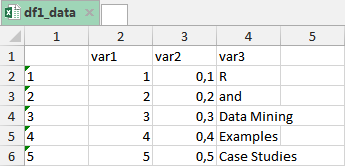 df1_data
1 2 3 4 5
1 var1 var2 var3
2 1 1 0,1 R
3 2 2 0,2 and
4 3 3 0,3 Data Mining
5 4 4 0,4 Examples
6 5 5 0,5 Case Studies